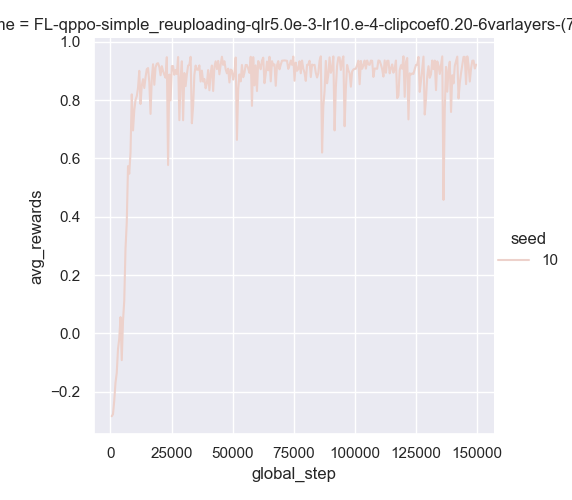 me = FL-qppo-simple_reuploading-qlr5.0e-3-lr10.e-4-clipcoef0.20-6varlayers-(7
1.0
0.8
0.6
0.4
0.2
0.0
−0.2
avg_rewards
0 25000 50000 75000 100000 125000 150000
global_step
seed
10